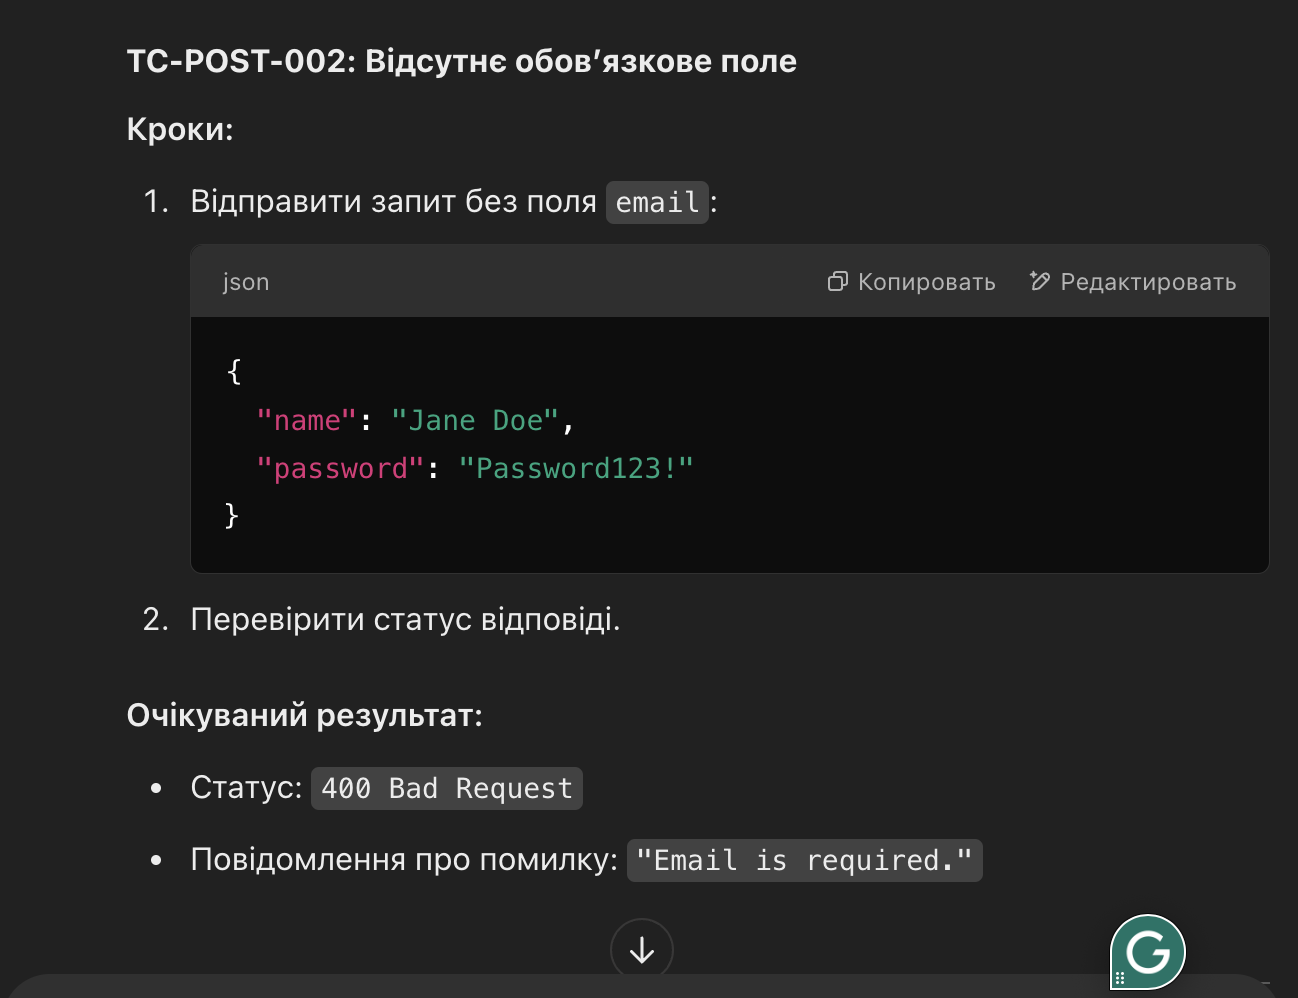 TC-POST-002: Відсутнє обов’язкове поле
Кроки:
1. Відправити запит без поля email:
json
Копировать
Редактировать
{
"name": "Jane Doe",
"password": "Password123!"
}
2. Перевірити статус відповіді.
Очікуваний результат:
• Статус: 400 Bad Request
• Повідомлення про помилку: "Email is required."
G